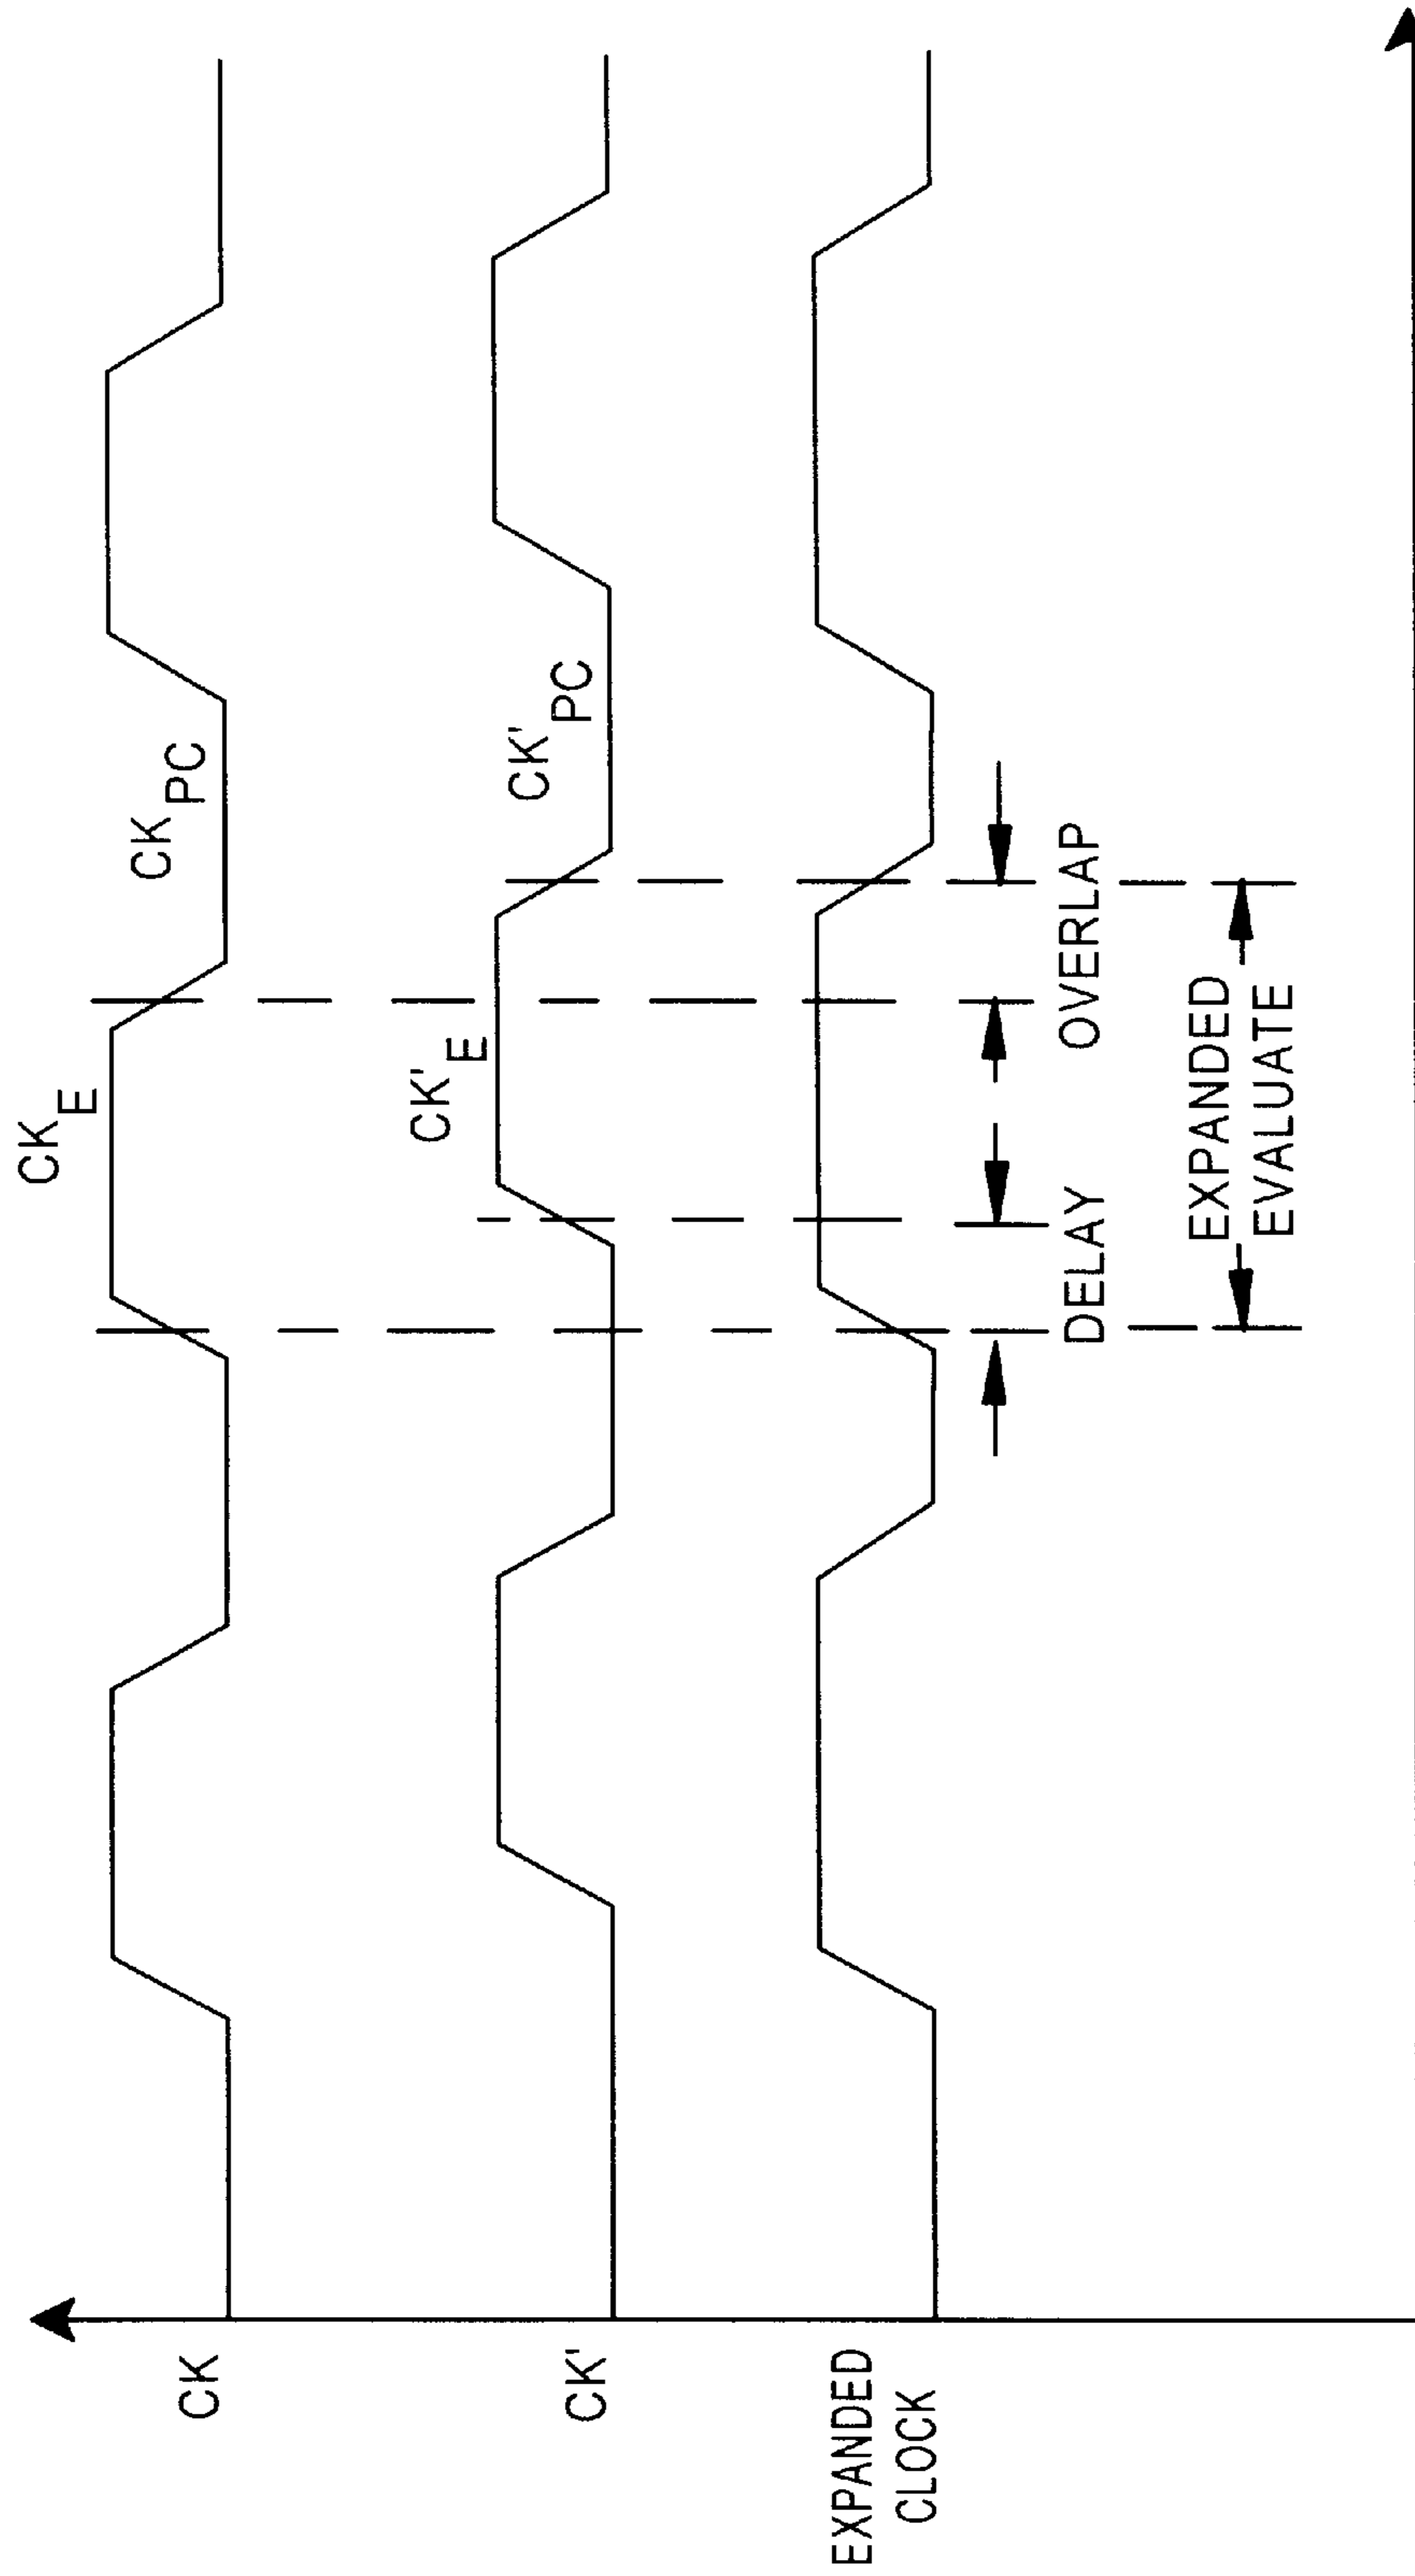 CK
CK E
CK PC
CK'
CK' E
CK' PC
EXPANDED
CLOCK
DELAY
OVERLAP
EXPANDED
EVALUATE